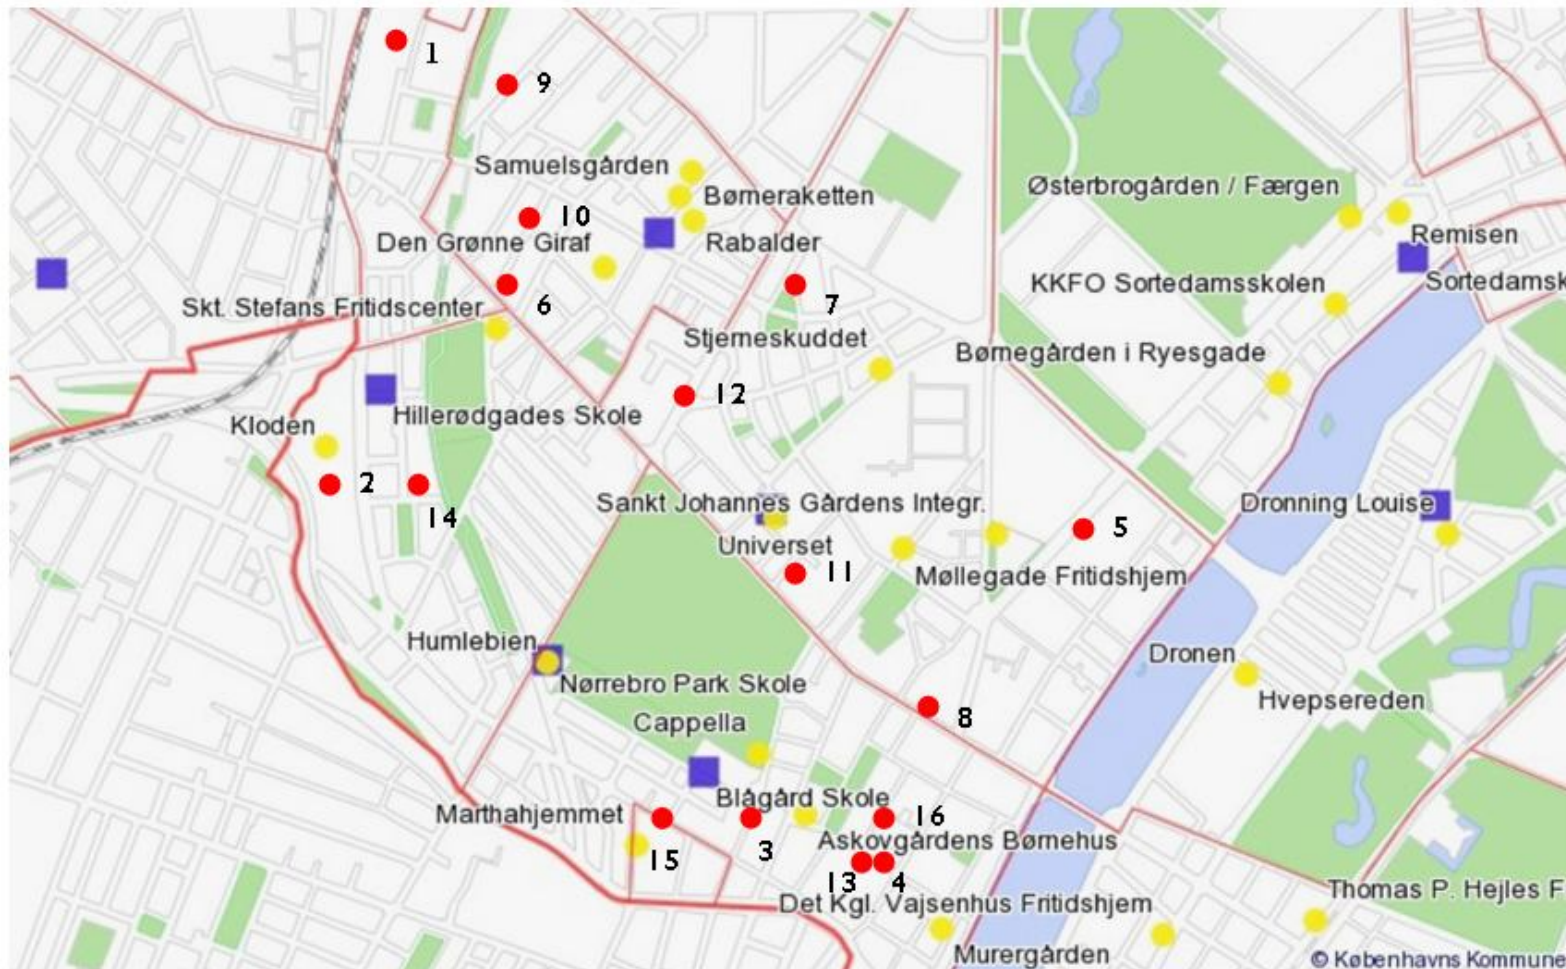 1
9
Samuelsgården
Børneraketten
Østerbrogården / Færgen
10
Den Grønne Giraf
Rabalder
Remisen
Skt. Stefans Fritidscenter
6
7
KKFO Sortedamsskolen
Sortedamsk
Stjerneskuddet
Børnegården i Ryesgade
12
Kloden
Hillerødgades Skole
2
14
Sankt Johannes Gårdens Integr.
Dronning Louise
5
Universet
11
Møllegade Fritidshjem
Humlebien
Dronen
Nørrebro Park Skole
Hvepsereden
Cappella
8
Marthahjemmet
Blågård Skole
16
15
3
Askovgårdens Børnehus
13
4
Det Kgl. Vajsenhus Fritidshjem
Thomas P. Hejles F
Murergården
© Københavns Kommune